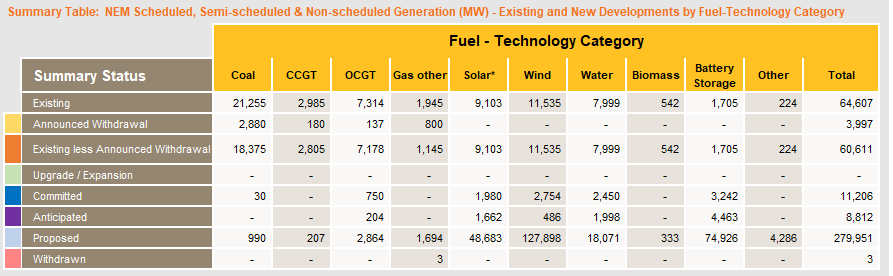 Summary Table: NEM Scheduled, Semi-scheduled & Non-scheduled Generation (MW) - Existing and New Developments by Fuel-Technology Category
Fuel - Technology Category
Summary Status Coal CCGT OCGT Gas other Solar* Wind Water Biomass Battery Storage Other Total
Existing 21,255 2,985 7,314 1,945 9,103 11,535 7,999 542 1,705 224 64,607
Announced Withdrawal 2,880 180 137 800 - - - - - - 3,997
Existing less Announced Withdrawal 18,375 2,805 7,178 1,145 9,103 11,535 7,999 542 1,705 224 60,611
Upgrade / Expansion - - - - - - - - - - -
Committed 30 - 750 - 1,980 2,754 2,450 - 3,242 - 11,206
Anticipated - - 204 - 1,662 486 1,998 - 4,463 - 8,812
Proposed 990 207 2,864 1,694 48,683 127,898 18,071 333 74,926 4,286 279,951
Withdrawn - - - 3 - - - - - - 3